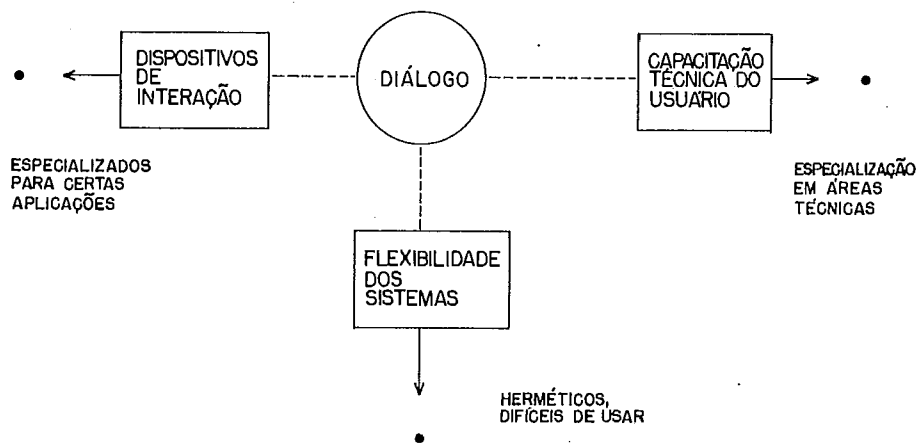 DISPOSITIVOS
DE
INTERAÇÃO
DIÁLOGO
CAPACITAÇÃO
TÉCNICA DO
USUÁRIO
ESPECIALIZADOS
PARA CERTAS
APLICAÇÕES
ESPECIALIZAÇÃO
EM ÁREAS
TÉCNICAS
FLEXIBILIDADE
DOS
SISTEMAS
HERMÉTICOS,
DIFÍCEIS DE USAR